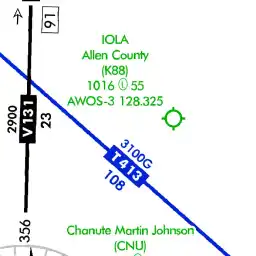 91
IOLA
Allen County
(K88)
1016 Ⓛ 55
AWOS-3 128.325
2900
V131
23
3100G
T413
108
356
Chanute Martin Johnson
(CNU)